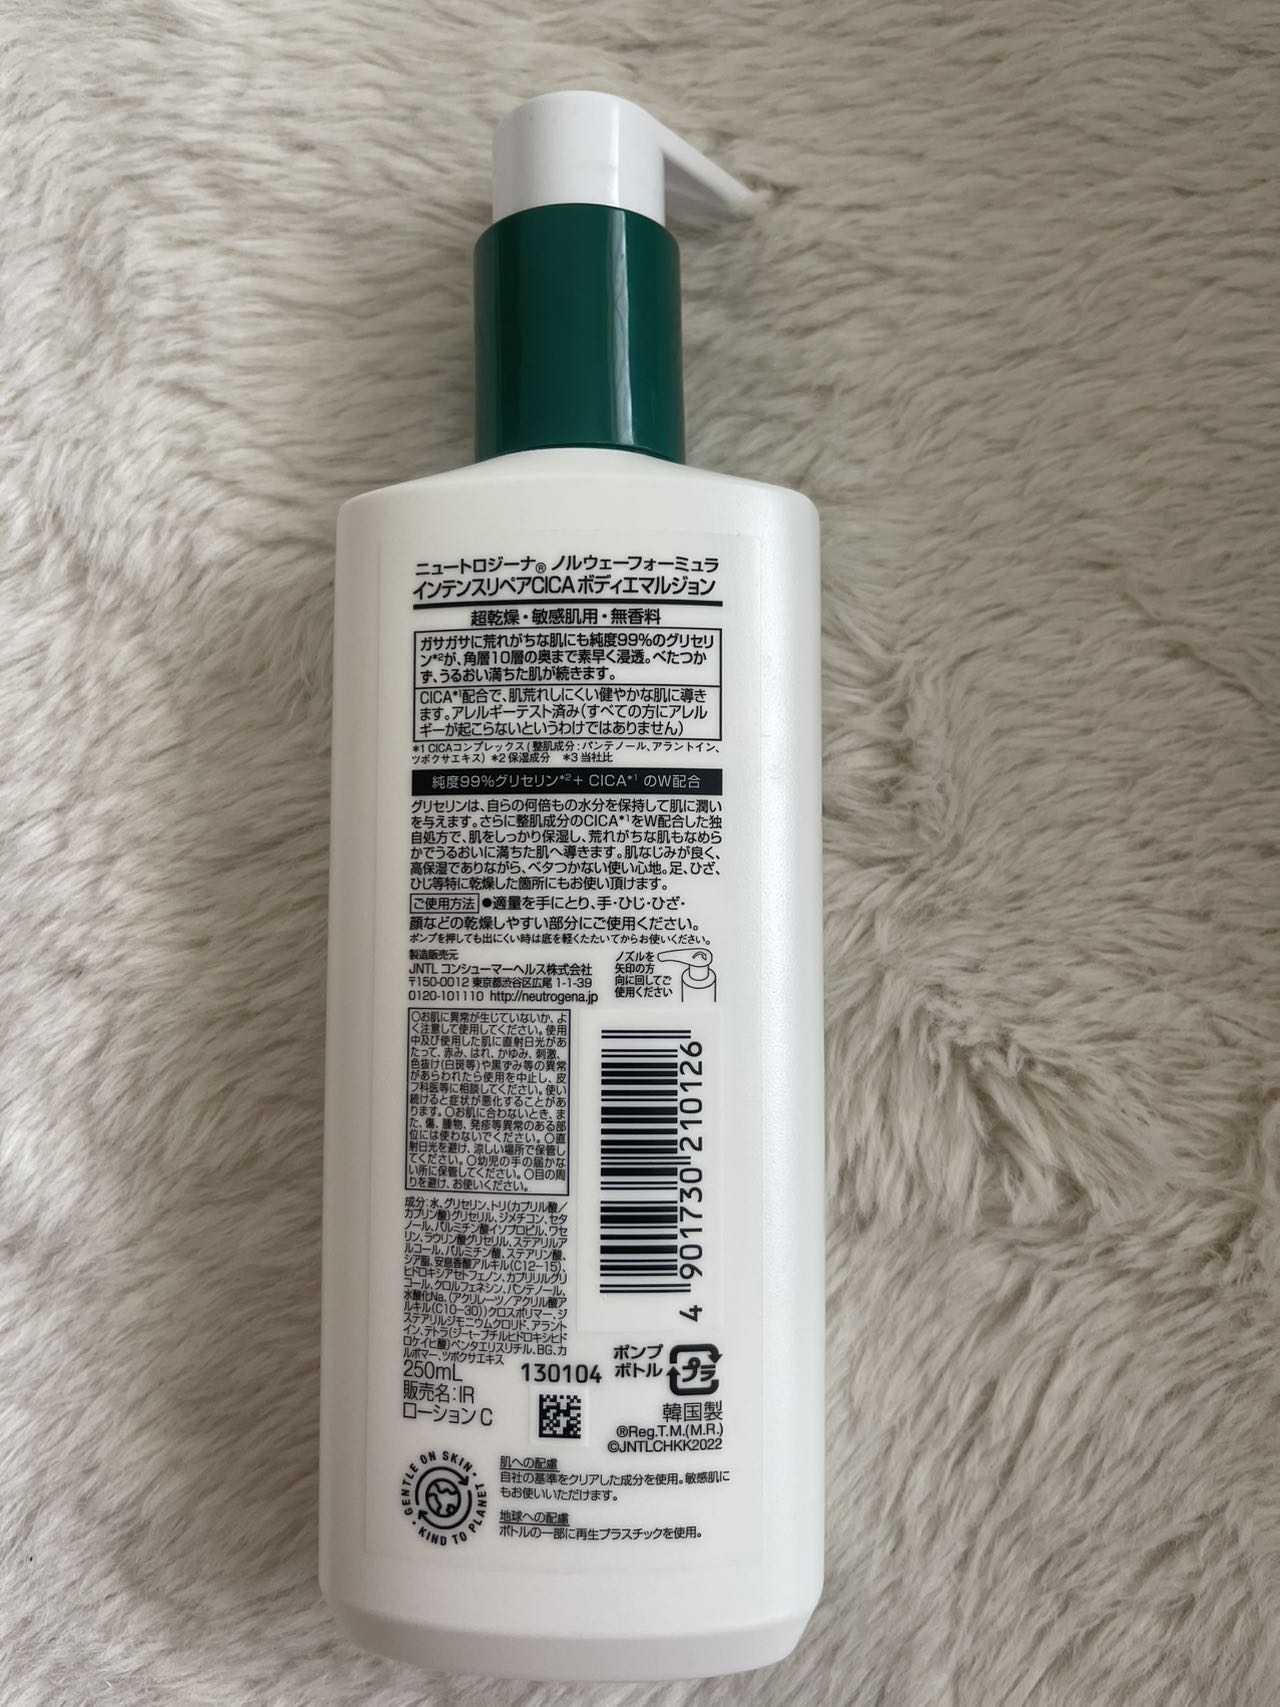 ニュートロジーナ® ノルウェーフォーミュラ
インテンスリペアCICAボディエマルジョン
超乾燥・敏感肌用・無香料
ガサガサに荒れがちな肌にも純度99%のグリセリ
ン*2が、角層10層の奥まで素早く浸透。べたつか
ず、うるおい満ちた肌が続きます。
CICA*1配合で、肌荒れしにくい健やかな肌に導き
ます。アレルギーテスト済み(すべての方にアレル
ギーが起こらないというわけではありません)
*1 CICAコンプレックス(整肌成分:パンテノール、アラントイン、
ツボクサエキス) *2 保湿成分 *3 当社比
純度99%グリセリン*2+ CICA*1 のW配合
グリセリンは、自らの何倍もの水分を保持して肌に潤い
を与えます。さらに整肌成分のCICA*1をW配合した独
自処方で、肌をしっかり保湿し、荒れがちな肌もなめら
かでうるおいに満ちた肌へ導きます。肌なじみが良く、
高保湿でありながら、ベタつかない使い心地。足、ひざ、
ひじ等特に乾燥した箇所にもお使い頂けます。
ご使用方法 ●適量を手にとり、手・ひじ・ひざ・
顔などの乾燥しやすい部分にご使用ください。
ポンプを押しても出にくい時は底を軽くたたいてからお使いください。
製造販売元
JNTL コンシューマーヘルス株式会社
〒150-0012 東京都渋谷区広尾 1-1-39
0120-101110 http://neutrogena.jp
ノズルを
矢印の方
向に回してご
使用ください
○お肌に異常が生じていないか、よ
く注意して使用してください。使用
中及び使用した肌に直射日光があ
たって、赤み、はれ、かゆみ、刺激、
色抜け(白斑等)や黒ずみ等の異常
があらわれたら使用を中止し、皮
フ科医等に相談してください。使い
続けると症状が悪化することがあ
ります。○お肌に合わないとき、ま
た、傷、腫物、発疹等異常のある部
位には使わないでください。○直
射日光を避け、涼しい場所で保管し
てください。○幼児の手の届かな
い所に保管してください。○目の周
りを避け、お使いください。
成分:水、グリセリン、トリ(カプリル酸/
カプリン酸)グリセリル、ジメチコン、セタ
ノール、パルミチン酸イソプロピル、ワセ
リン、ラウリン酸グリセリル、ステアリルア
ルコール、パルミチン酸、ステアリン酸、
シア脂、安息香酸アルキル(C12-15)、
ヒドロキシアセトフェノン、カプリリルグリ
コール、クロルフェネシン、パンテノール、
水酸化Na、(アクリレーツ/アクリル酸ア
ルキル(C10-30))クロスポリマー、ジ
ステアリルジモニウムクロリド、アラント
イン、テトラ(ジ-t-ブチルヒドロキシヒド
ロケイヒ酸)ペンタエリスリチル、BG、カ
ルボマー、ツボクサエキス
250mL
販売名:IR
ローションC
4 901730 210126
130104
ポンプ
ボトル
プラ
韓国製
®Reg.T.M.(M.R.)
©JNTLCHKK2022
GENTLE ON SKIN・KIND TO PLANET・
肌への配慮
自社の基準をクリアした成分を使用。敏感肌に
もお使いいただけます。
地球への配慮
ボトルの一部に再生プラスチックを使用。